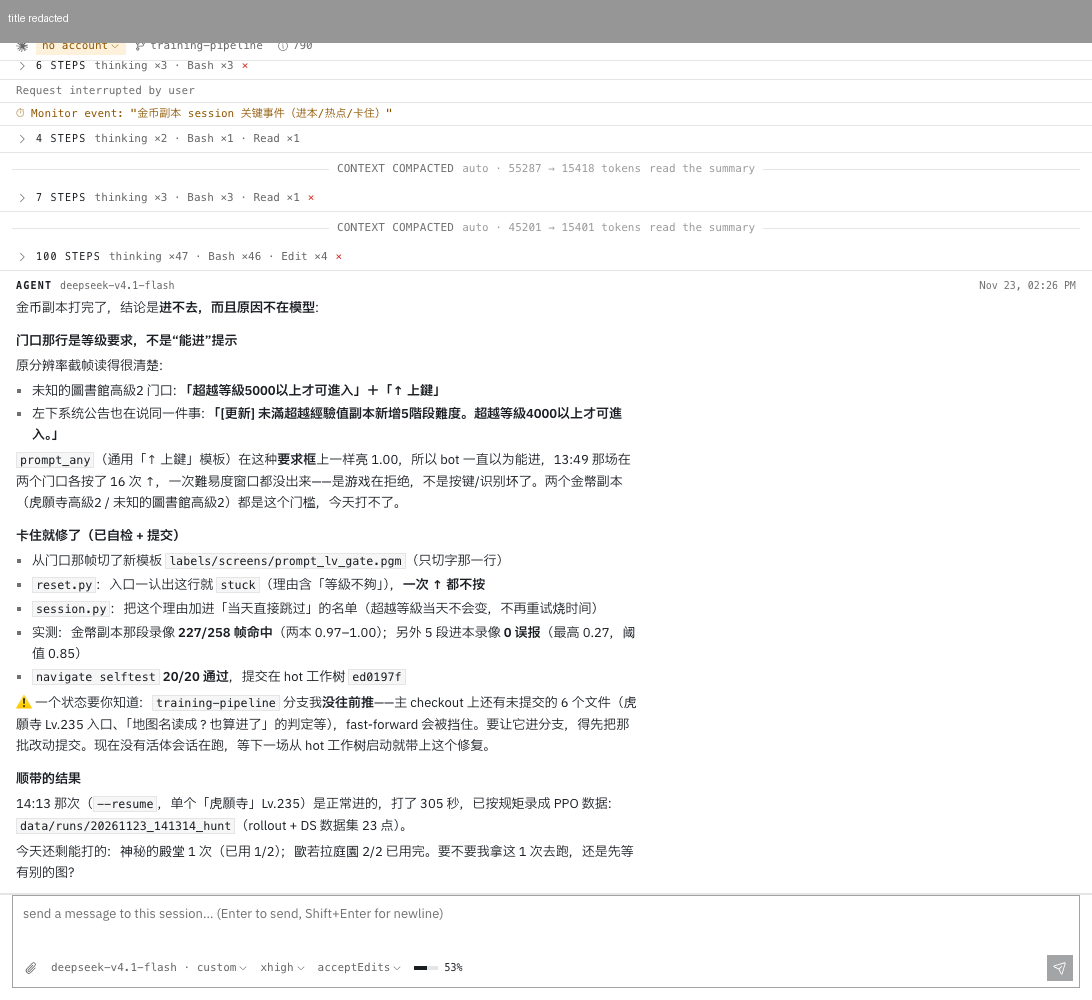 title redacted
no account training-pipeline 790
6 STEPS thinking ×3 · Bash ×3 ×
Request interrupted by user
Monitor event: "金币副本 session 关键事件（进本/热点/卡住）"
4 STEPS thinking ×2 · Bash ×1 · Read ×1
CONTEXT COMPACTED auto · 55287 → 15418 tokens read the summary
7 STEPS thinking ×3 · Bash ×3 · Read ×1 ×
CONTEXT COMPACTED auto · 45201 → 15401 tokens read the summary
100 STEPS thinking ×47 · Bash ×46 · Edit ×4 ×
AGENT deepseek-v4.1-flash Nov 23, 02:26 PM
金币副本打完了，结论是进不去，而且原因不在模型：
门口那行是等级要求，不是“能进”提示
原分辨率截帧读得很清楚：
▪ 未知的圖書館高級2 门口：「超越等級5000以上才可進入」＋「↑ 上鍵」
▪ 左下系统公告也在说同一件事：「[更新] 未滿超越經驗值副本新增5階段難度。超越等級4000以上才可進
入。」
prompt_any（通用「↑ 上鍵」模板）在这种要求框上一样亮 1.00，所以 bot 一直以为能进，13:49 那场在
两个门口各按了 16 次 ↑，一次難易度窗口都没出来——是游戏在拒绝，不是按键/识别坏了。两个金幣副本
（虎願寺高級2 / 未知的圖書館高級2）都是这个门槛，今天打不了。
卡住就修了（已自检 + 提交）
▪ 从门口那帧切了新模板 labels/screens/prompt_lv_gate.pgm（只切字那一行）
▪ reset.py：入口一认出这行就 stuck（理由含「等級不夠」），一次 ↑ 都不按
▪ session.py：把这个理由加进「当天直接跳过」的名单（超越等級当天不会变，不再重试烧时间）
▪ 实测：金幣副本那段录像 227/258 帧命中（两本 0.97–1.00）；另外 5 段进本录像 0 误报（最高 0.27，阈
值 0.85）
▪ navigate selftest 20/20 通过，提交在 hot 工作树 ed0197f
⚠️ 一个状态要你知道：training-pipeline 分支我没往前推——主 checkout 上还有未提交的 6 个文件（虎
願寺 Lv.235 入口、「地图名读成 ? 也算进了」的判定等），fast-forward 会被挡住。要让它进分支，得先把那
批改动提交。现在没有活体会话在跑，等下一场从 hot 工作树启动就带上这个修复。
顺带的结果
14:13 那次（--resume，单个「虎願寺」Lv.235）是正常进的，打了 305 秒，已按规矩录成 PPO 数据：
data/runs/20261123_141314_hunt（rollout + DS 数据集 23 点）。
今天还剩能打的：神秘的殿堂 1 次（已用 1/2）；歐若拉庭園 2/2 已用完。要不要我拿这 1 次去跑，还是先等
有别的图?
send a message to this session... (Enter to send, Shift+Enter for newline)
deepseek-v4.1-flash · custom xhigh acceptEdits 53%